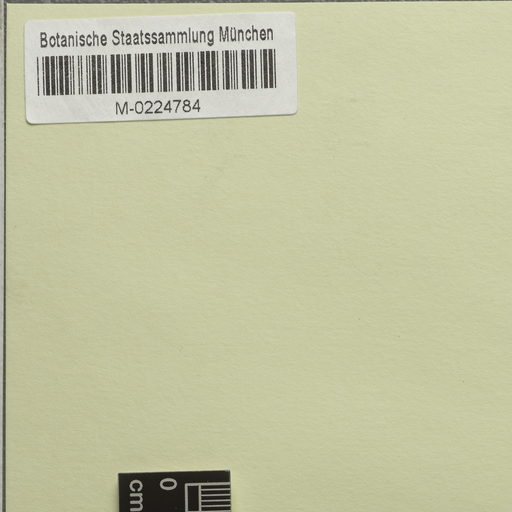 Botanische Staatssammlung München
M-0224784
0
cm